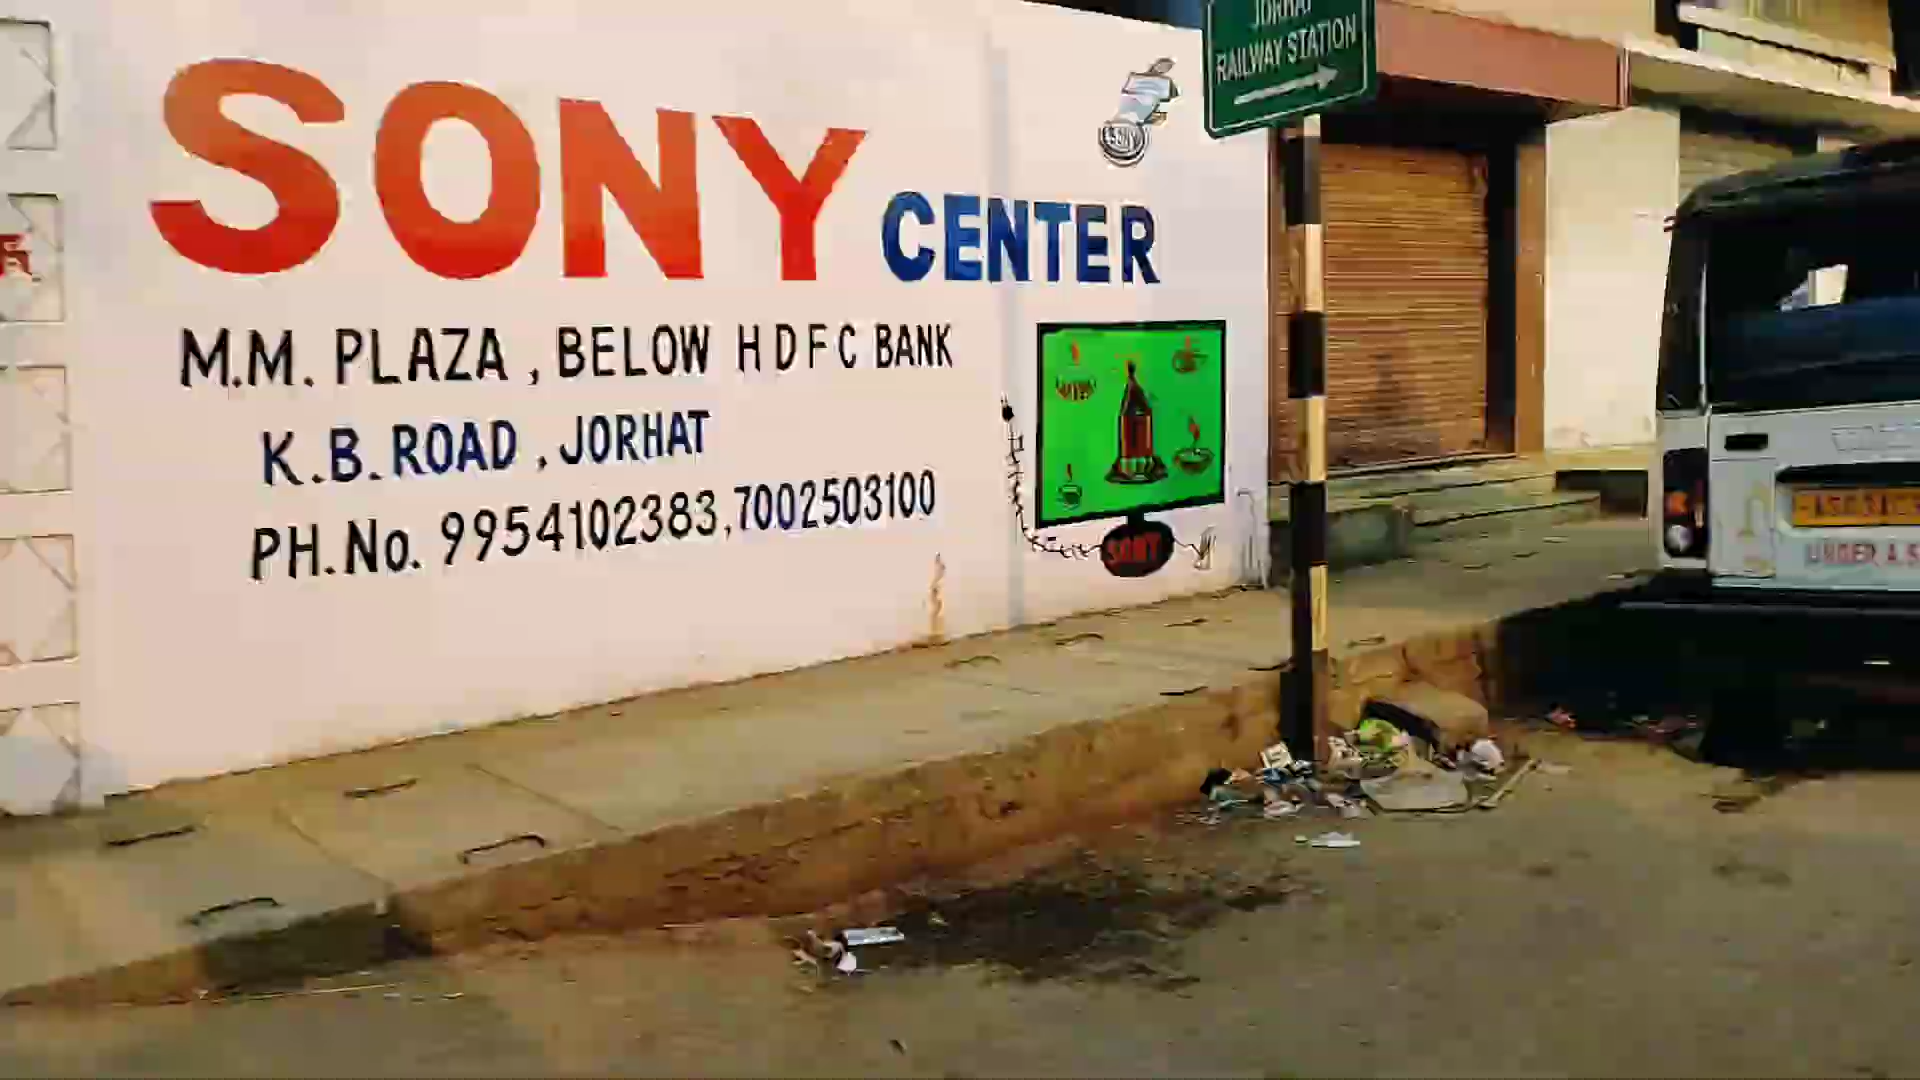 SONY CENTER
M.M. PLAZA, BELOW HDFC BANK
K.B. ROAD, JORHAT
PH.No. 9954102383, 7002503100
SONY
JORHAT
RAILWAY STATION